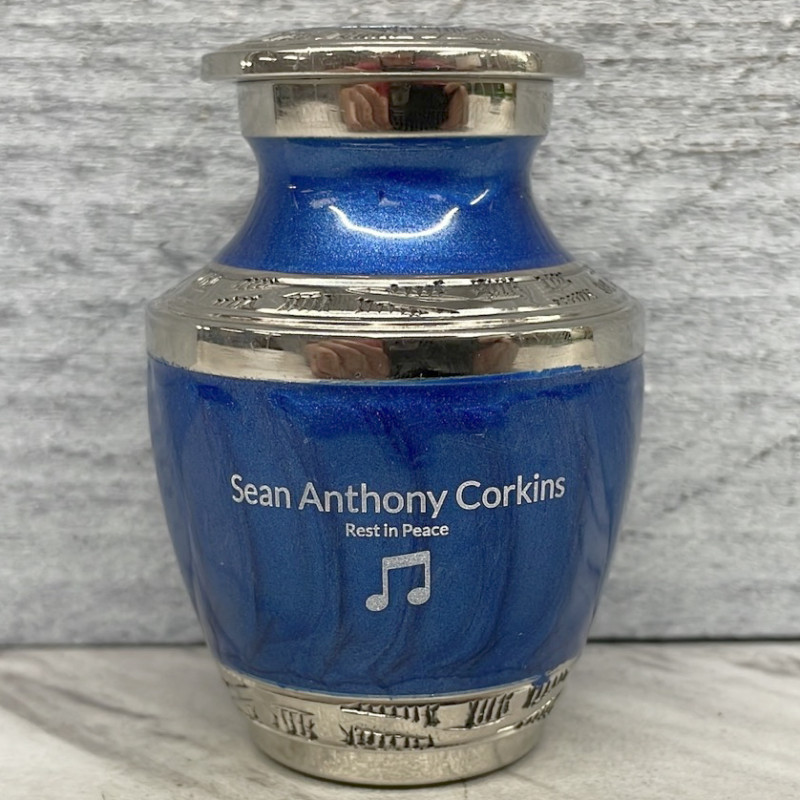 Sean Anthony Corkins
Rest in Peace